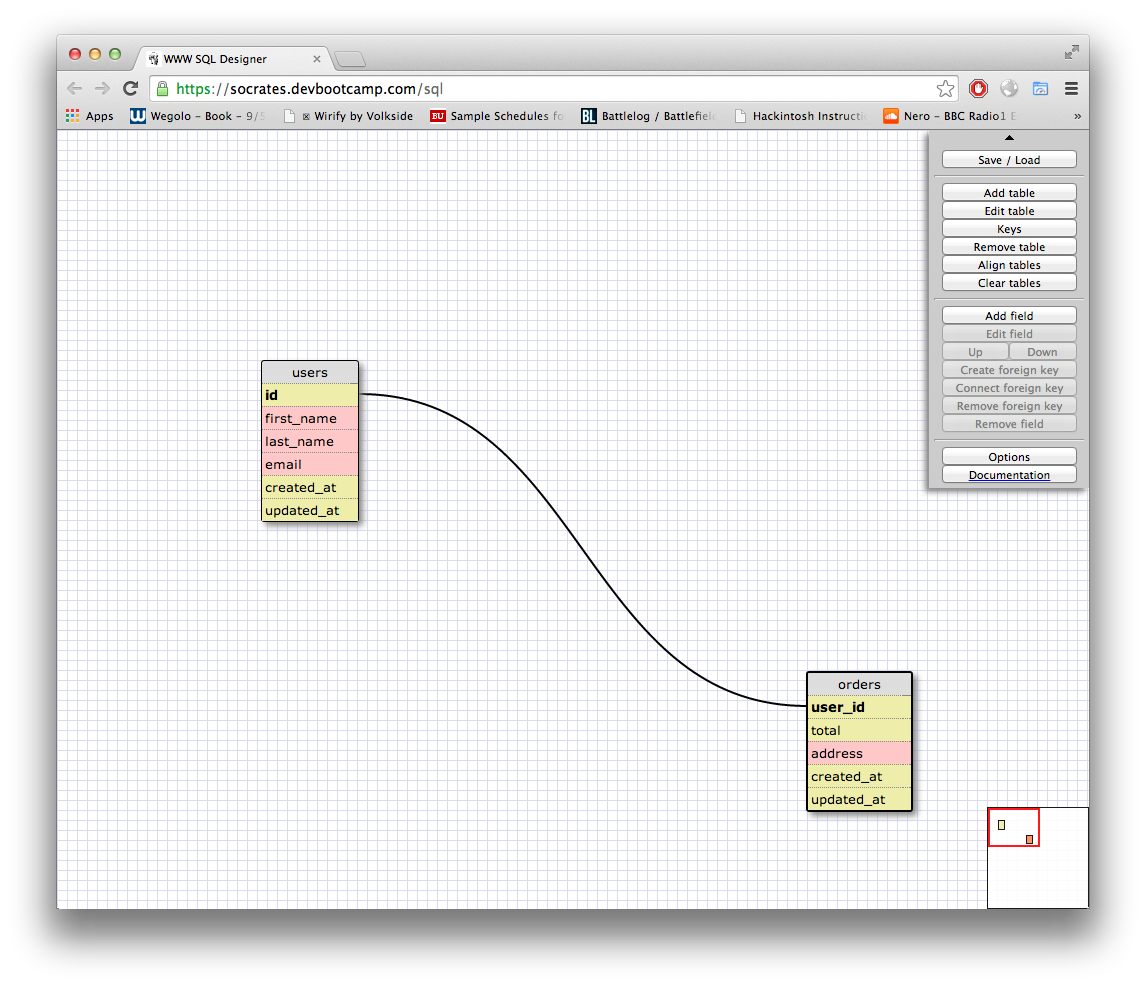 WWW SQL Designer
https://socrates.devbootcamp.com/sql
Apps
Wegolo – Book – 9/5
Wirify by Volkside
BU Sample Schedules fo
BL Battlelog / Battlefiel
Hackintosh Instructi
Nero – BBC Radio1 E
»
Save / Load
Add table
Edit table
Keys
Remove table
Align tables
Clear tables
Add field
Edit field
Up Down
Create foreign key
Connect foreign key
Remove foreign key
Remove field
Options
Documentation
users
id
first_name
last_name
email
created_at
updated_at
orders
user_id
total
address
created_at
updated_at